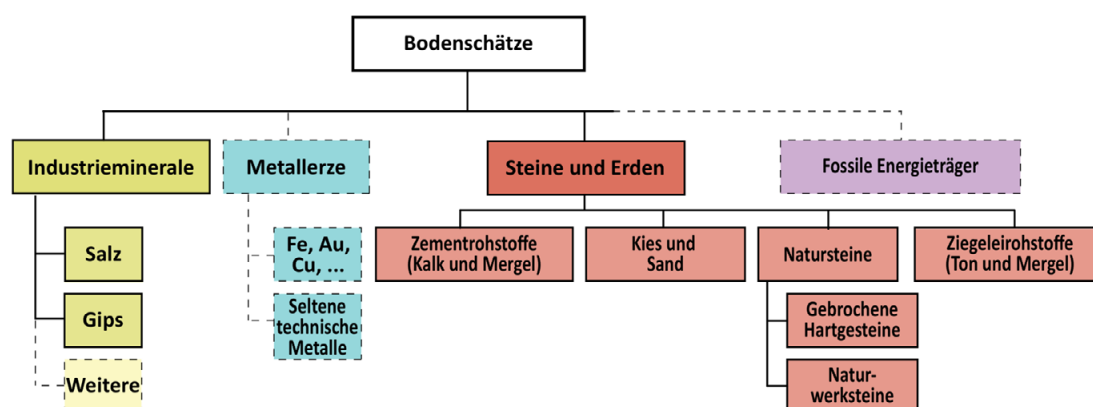 Bodenschätze
Industrieminerale
Metallerze
Steine und Erden
Fossile Energieträger
Salz
Gips
Weitere
Fe, Au,
Cu, ...
Seltene
technische
Metalle
Zementrohstoffe
(Kalk und Mergel)
Kies und
Sand
Natursteine
Gebrochene
Hartgesteine
Natur-
werksteine
Ziegeleirohstoffe
(Ton und Mergel)